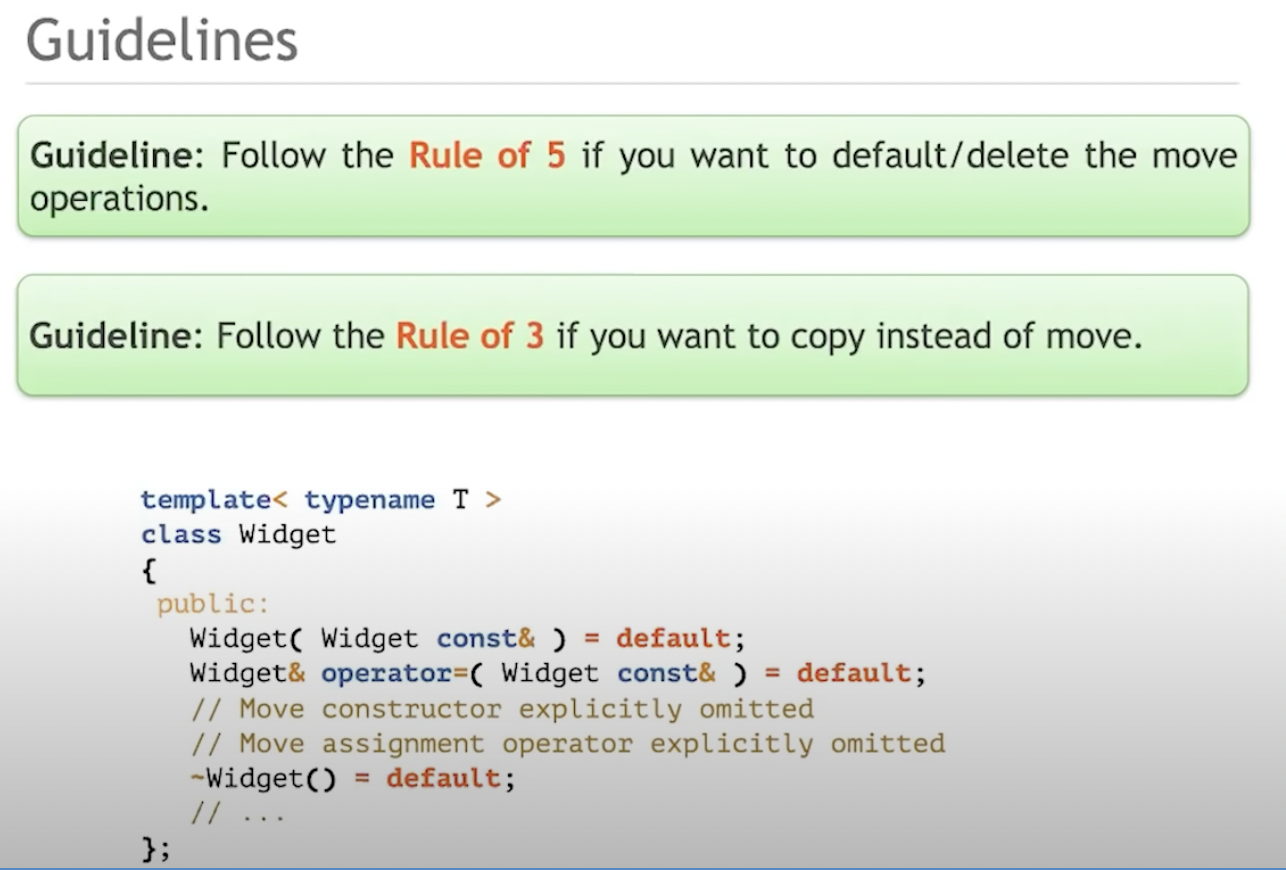 Guidelines
Guideline: Follow the Rule of 5 if you want to default/delete the move
operations.
Guideline: Follow the Rule of 3 if you want to copy instead of move.
template< typename T >
class Widget
{
public:
Widget( Widget const& ) = default;
Widget& operator=( Widget const& ) = default;
// Move constructor explicitly omitted
// Move assignment operator explicitly omitted
~Widget() = default;
// ...
};